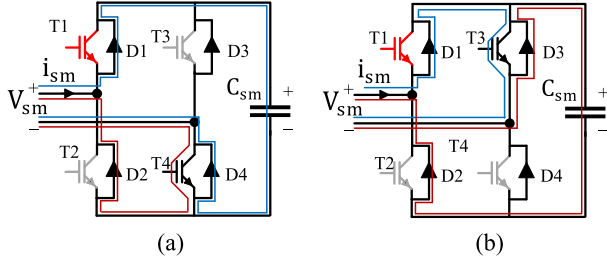 T1
D1
T3
D3
i_sm
+
V_sm
−
C_sm
+
−
T2
D2
T4
D4
(a)
T1
D1
T3
D3
i_sm
+
V_sm
−
C_sm
+
−
T4
T2
D2
D4
(b)